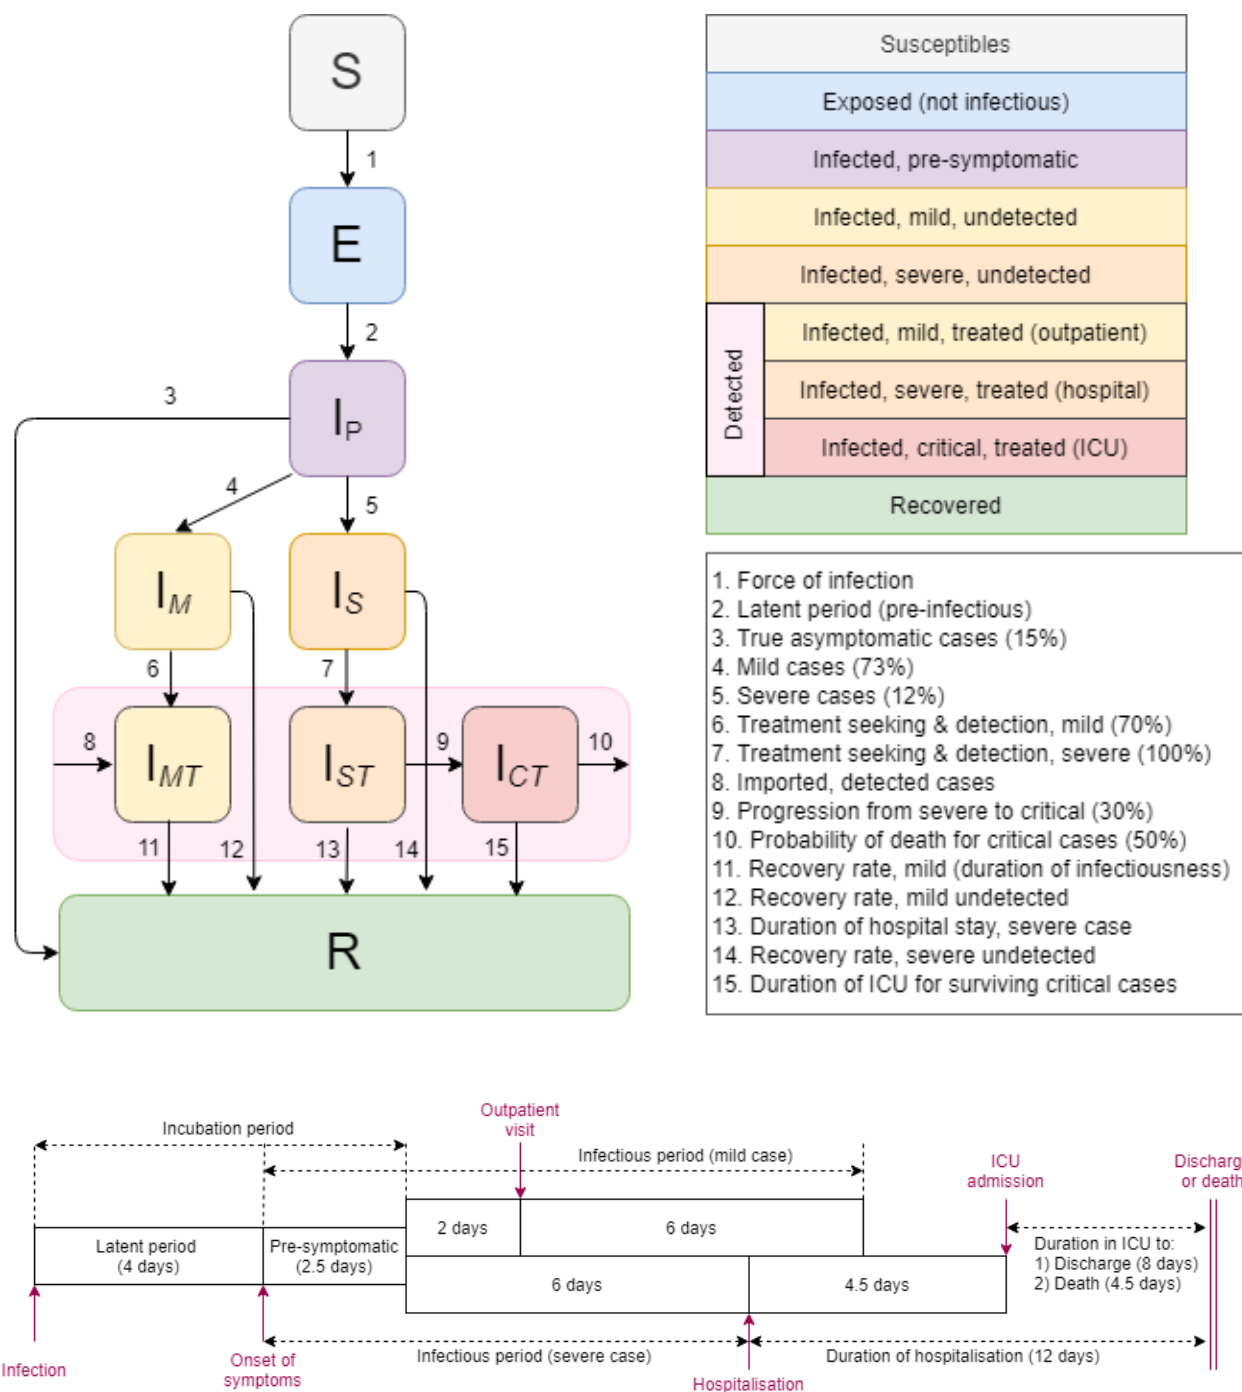 S
1
E
2
3
I_P
4
5
I_M
I_S
6
7
8
I_MT
I_ST
9
I_CT
10
11
12
13
14
15
R
Susceptibles
Exposed (not infectious)
Infected, pre-symptomatic
Infected, mild, undetected
Infected, severe, undetected
Detected
Infected, mild, treated (outpatient)
Infected, severe, treated (hospital)
Infected, critical, treated (ICU)
Recovered
1. Force of infection
2. Latent period (pre-infectious)
3. True asymptomatic cases (15%)
4. Mild cases (73%)
5. Severe cases (12%)
6. Treatment seeking & detection, mild (70%)
7. Treatment seeking & detection, severe (100%)
8. Imported, detected cases
9. Progression from severe to critical (30%)
10. Probability of death for critical cases (50%)
11. Recovery rate, mild (duration of infectiousness)
12. Recovery rate, mild undetected
13. Duration of hospital stay, severe case
14. Recovery rate, severe undetected
15. Duration of ICU for surviving critical cases
Outpatient
visit
Incubation period
Infectious period (mild case)
ICU
admission
Discharge
or death
Latent period
(4 days)
Pre-symptomatic
(2.5 days)
2 days
6 days
6 days
4.5 days
Duration in ICU to:
1) Discharge (8 days)
2) Death (4.5 days)
Infection
Onset of
symptoms
Infectious period (severe case)
Hospitalisation
Duration of hospitalisation (12 days)